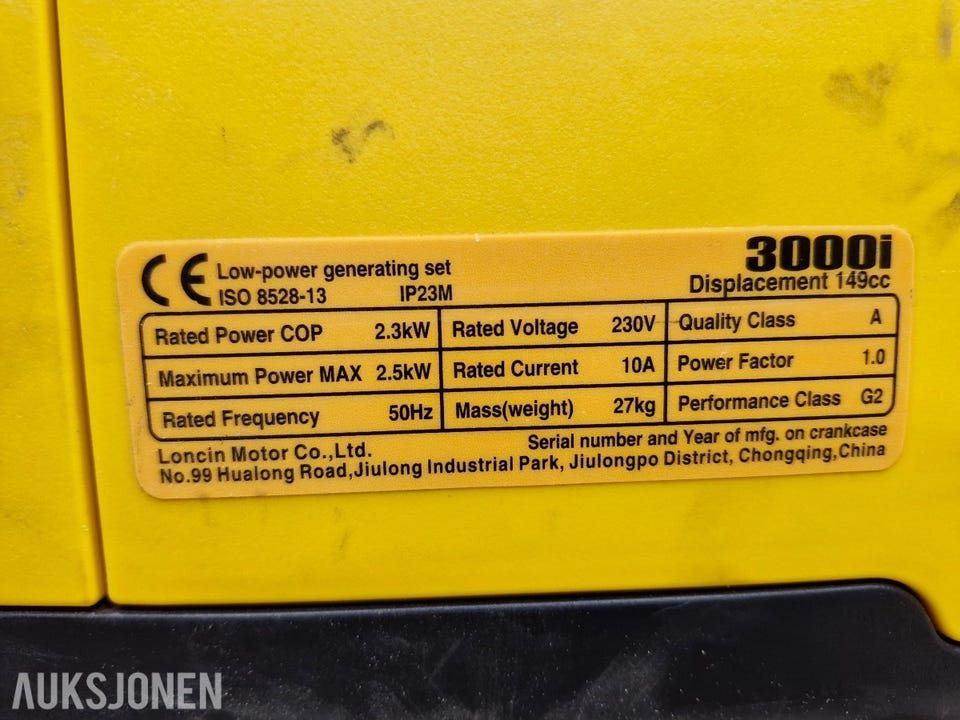 CE Low-power generating set 3000i
ISO 8528-13 IP23M Displacement 149cc
Rated Power COP 2.3kW Rated Voltage 230V Quality Class A
Maximum Power MAX 2.5kW Rated Current 10A Power Factor 1.0
Rated Frequency 50Hz Mass(weight) 27kg Performance Class G2
Loncin Motor Co.,Ltd. Serial number and Year of mfg. on crankcase
No.99 Hualong Road,Jiulong Industrial Park, Jiulongpo District, Chongqing,China
AUKSJONEN